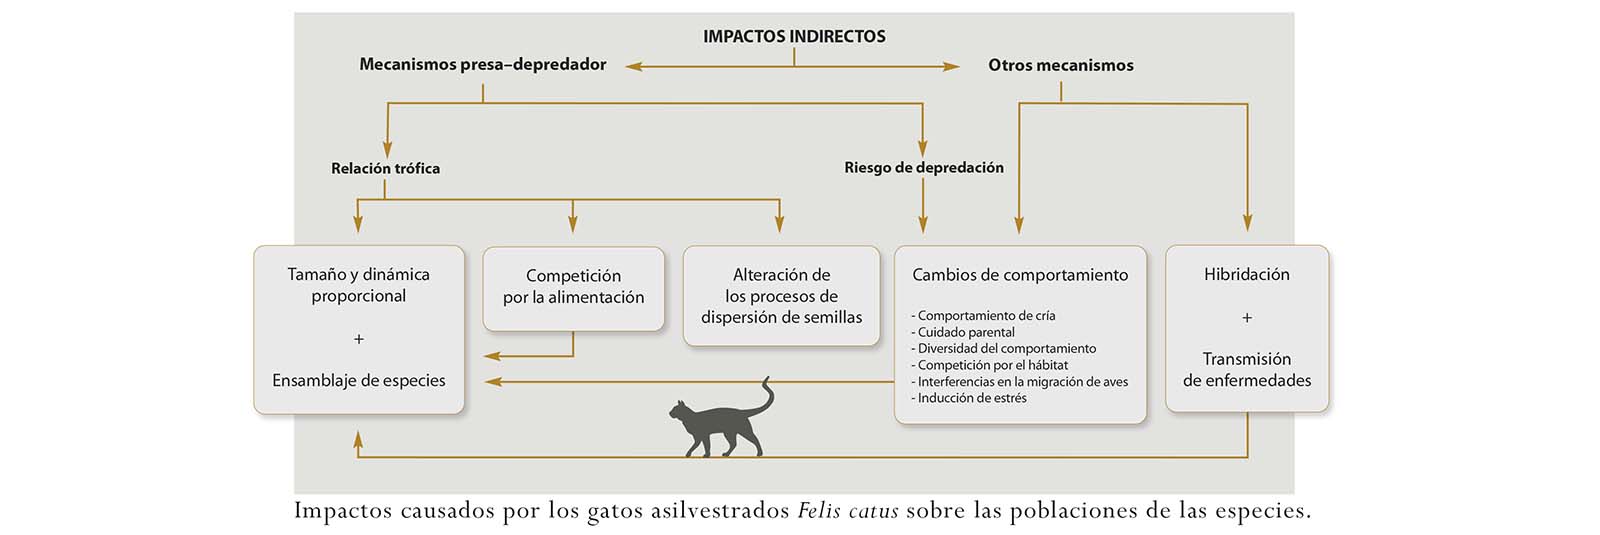 IMPACTOS INDIRECTOS
Mecanismos presa–depredador
Otros mecanismos
Relación trófica
Riesgo de depredación
Tamaño y dinámica
proporcional
+
Ensamblaje de especies
Competición
por la alimentación
Alteración de
los procesos de
dispersión de semillas
Cambios de comportamiento
- Comportamiento de cría
- Cuidado parental
- Diversidad del comportamiento
- Competición por el hábitat
- Interferencias en la migración de aves
- Inducción de estrés
Hibridación
+
Transmisión
de enfermedades
Impactos causados por los gatos asilvestrados Felis catus sobre las poblaciones de las especies.